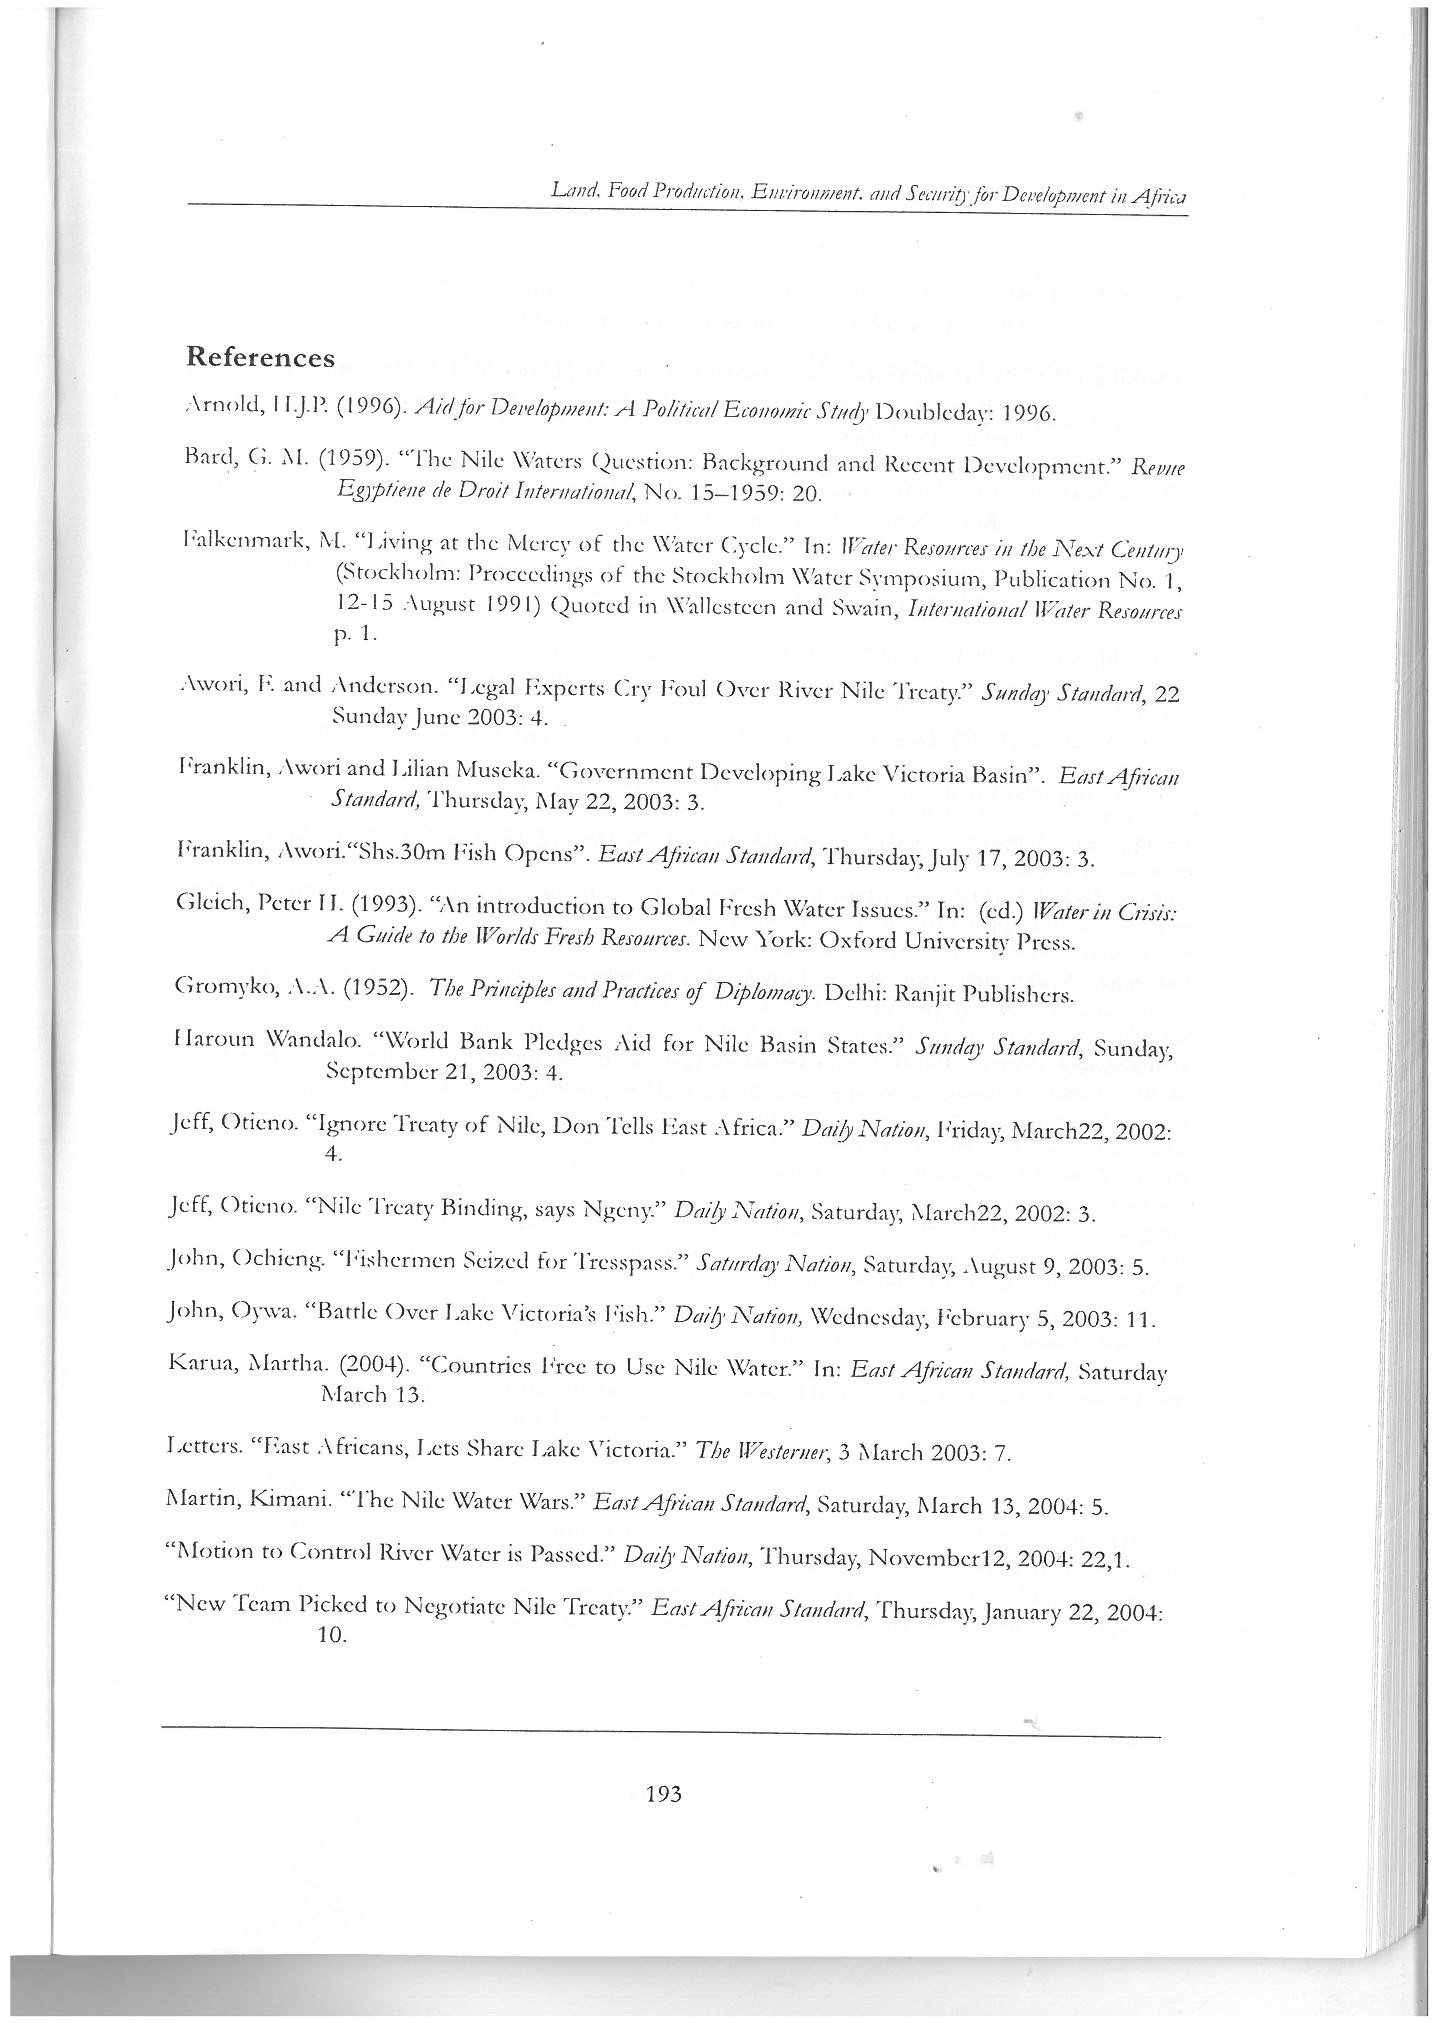 Land, Food Production, Environment, and Security for Development in Africa
References
Arnold, H.J.P. (1996). Aid for Development: A Political Economic Study Doubleday: 1996.
Bard, G. M. (1959). “The Nile Waters Question: Background and Recent Development.” Revue
Egyptiene de Droit International, No. 15–1959: 20.
Falkenmark, M. “Living at the Mercy of the Water Cycle.” In: Water Resources in the Next Century
(Stockholm: Proceedings of the Stockholm Water Symposium, Publication No. 1,
12-15 August 1991) Quoted in Wallesteen and Swain, International Water Resources
p. 1.
Awori, F. and Anderson. “Legal Experts Cry Foul Over River Nile Treaty.” Sunday Standard, 22
Sunday June 2003: 4.
Franklin, Awori and Lilian Museka. “Government Developing Lake Victoria Basin”. East African
Standard, Thursday, May 22, 2003: 3.
Franklin, Awori.“Shs.30m Fish Opens”. East African Standard, Thursday, July 17, 2003: 3.
Gleich, Peter H. (1993). “An introduction to Global Fresh Water Issues.” In: (ed.) Water in Crisis:
A Guide to the Worlds Fresh Resources. New York: Oxford University Press.
Gromyko, A.A. (1952). The Principles and Practices of Diplomacy. Delhi: Ranjit Publishers.
Haroun Wandalo. “World Bank Pledges Aid for Nile Basin States.” Sunday Standard, Sunday,
September 21, 2003: 4.
Jeff, Otieno. “Ignore Treaty of Nile, Don Tells East Africa.” Daily Nation, Friday, March22, 2002:
4.
Jeff, Otieno. “Nile Treaty Binding, says Ngeny.” Daily Nation, Saturday, March22, 2002: 3.
John, Ochieng. “Fishermen Seized for Tresspass.” Saturday Nation, Saturday, August 9, 2003: 5.
John, Oywa. “Battle Over Lake Victoria’s Fish.” Daily Nation, Wednesday, February 5, 2003: 11.
Karua, Martha. (2004). “Countries Free to Use Nile Water.” In: East African Standard, Saturday
March 13.
Letters. “East Africans, Lets Share Lake Victoria.” The Westerner, 3 March 2003: 7.
Martin, Kimani. “The Nile Water Wars.” East African Standard, Saturday, March 13, 2004: 5.
“Motion to Control River Water is Passed.” Daily Nation, Thursday, November12, 2004: 22,1.
“New Team Picked to Negotiate Nile Treaty.” East African Standard, Thursday, January 22, 2004:
10.
193